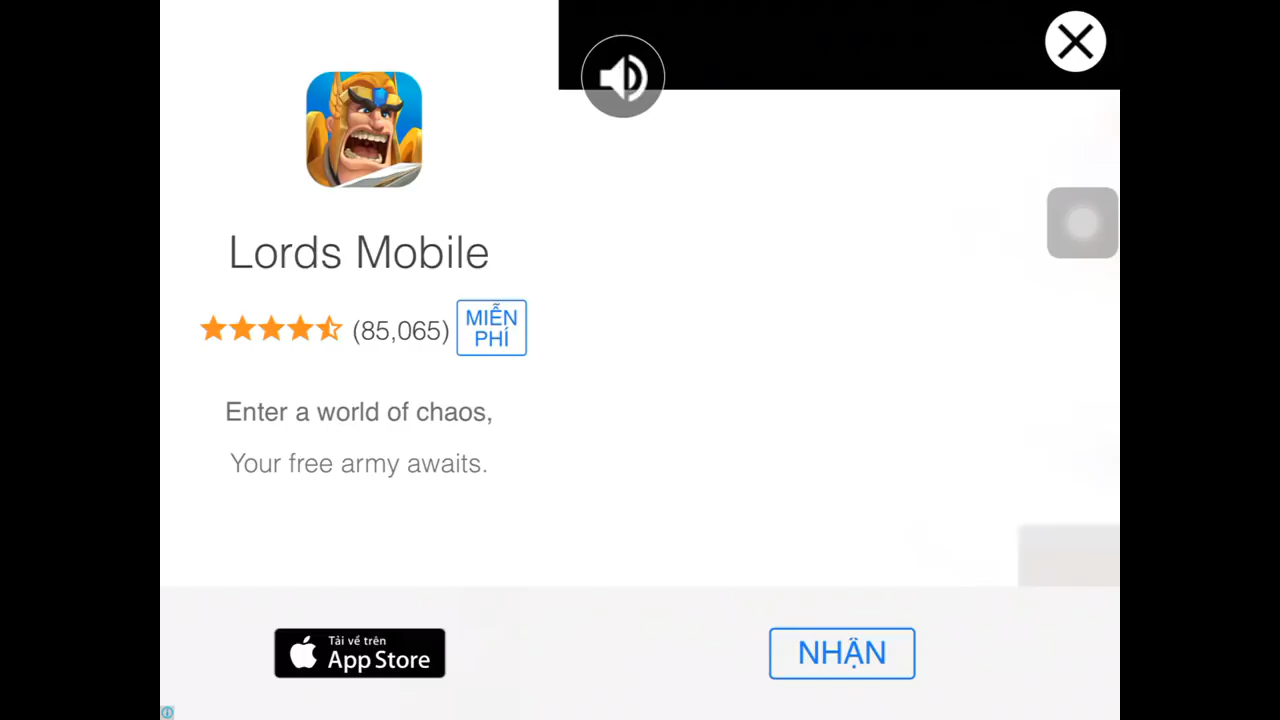 Lords Mobile
(85,065)
MIỄN
PHÍ
Enter a world of chaos,
Your free army awaits.
Tải về trên
App Store
NHẬN